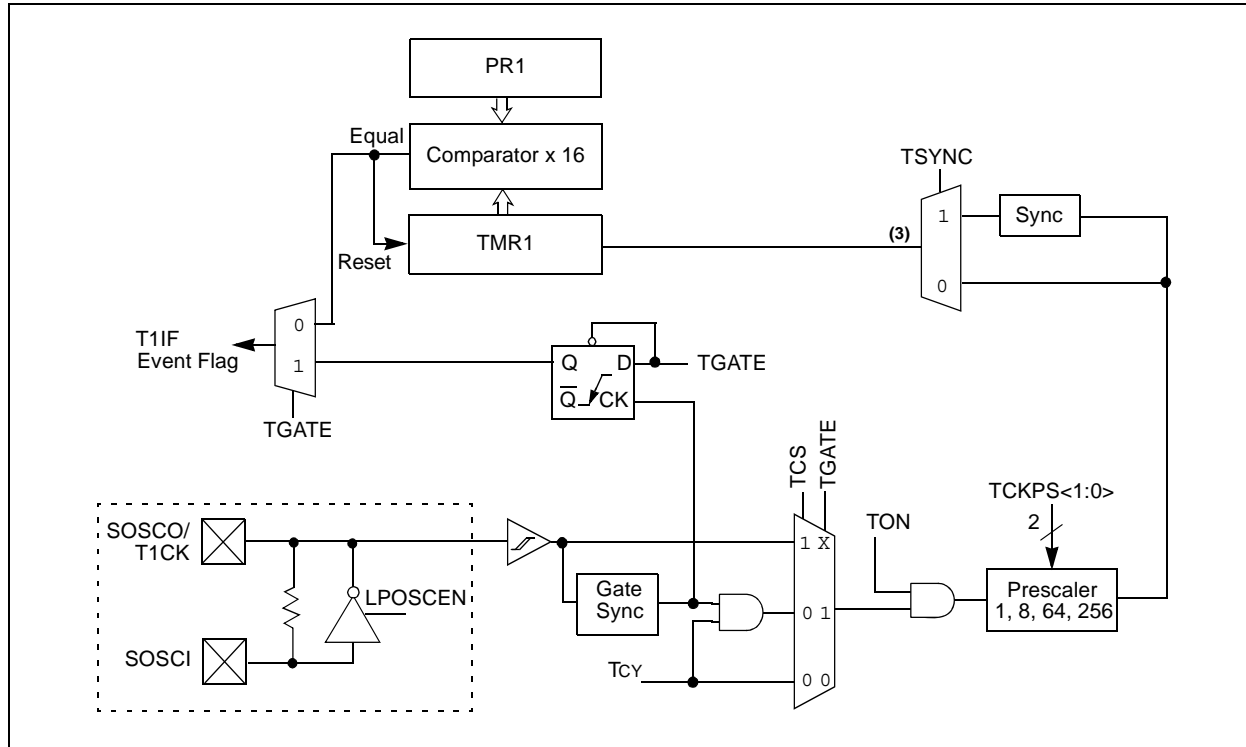 PR1
Equal
Comparator x 16
TSYNC
1
Sync
(3)
TMR1
Reset
0
0
T1IF
Event Flag
1
Q
D
TGATE
Q̅
CK
TGATE
TCS
TGATE
TCKPS<1:0>
2
TON
SOSCO/
T1CK
1 X
LPOSCEN
Gate
Sync
0 1
Prescaler
1, 8, 64, 256
SOSCI
TCY
0 0